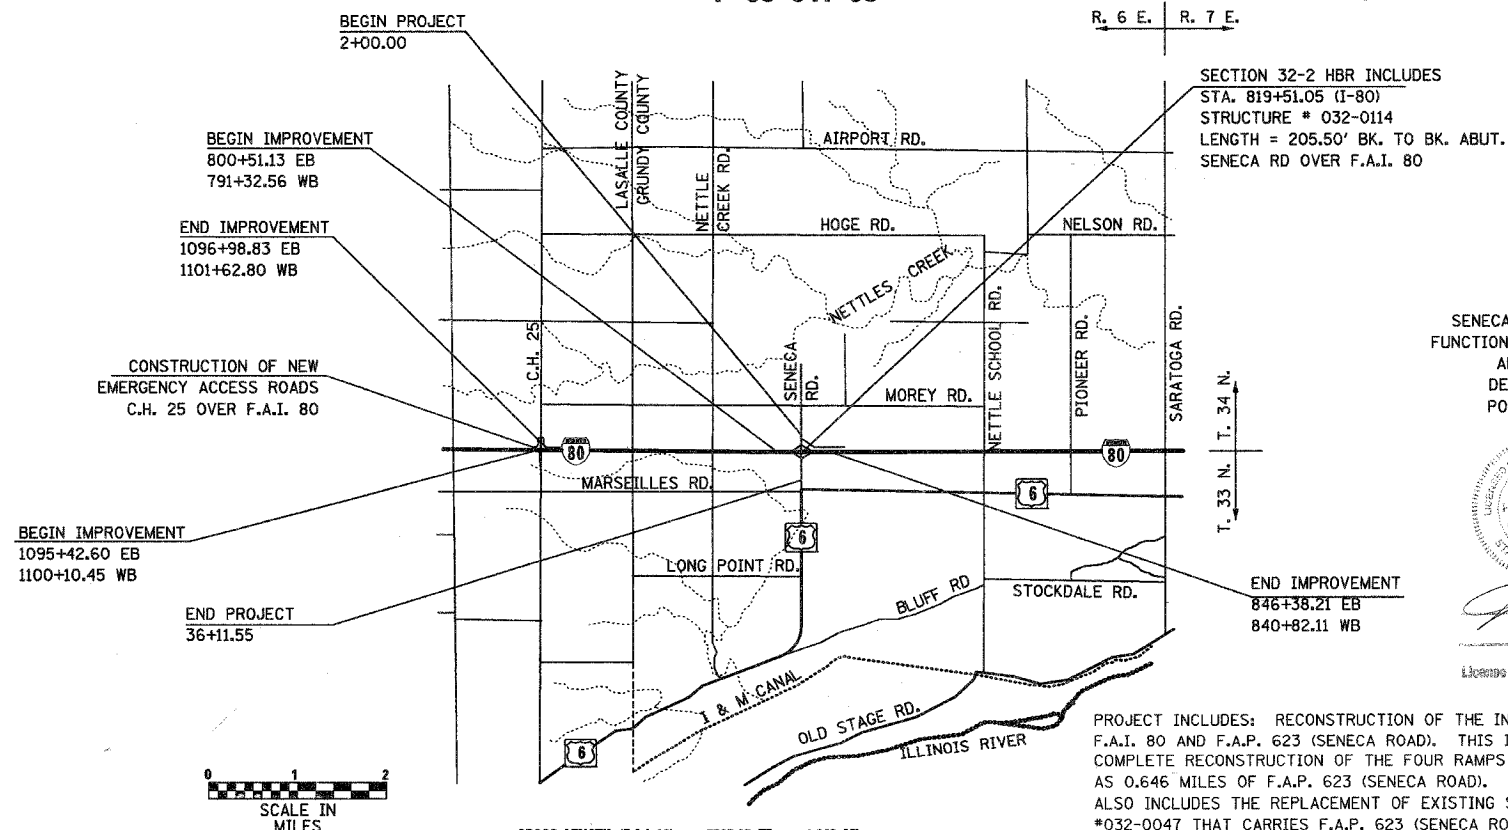 BEGIN PROJECT
2+00.00
R. 6 E. R. 7 E.
SECTION 32-2 HBR INCLUDES
STA. 819+51.05 (I-80)
STRUCTURE # 032-0114
LENGTH = 205.50' BK. TO BK. ABUT.
SENECA RD OVER F.A.I. 80
BEGIN IMPROVEMENT
800+51.13 EB
791+32.56 WB
END IMPROVEMENT
1096+98.83 EB
1101+62.80 WB
CONSTRUCTION OF NEW
EMERGENCY ACCESS ROADS
C.H. 25 OVER F.A.I. 80
BEGIN IMPROVEMENT
1095+42.60 EB
1100+10.45 WB
END PROJECT
36+11.55
LASALLE COUNTY
GRUNDY COUNTY
NETTLE
CREEK RD.
AIRPORT RD.
HOGE RD.
NELSON RD.
NETTLES CREEK
C.H. 25
SENECA
RD.
MOREY RD.
NETTLE SCHOOL RD.
PIONEER RD.
SARATOGA RD.
T. 34 N.
T. 33 N.
80
80
MARSEILLES RD.
6
6
LONG POINT RD.
BLUFF RD
STOCKDALE RD.
I & M CANAL
OLD STAGE RD.
ILLINOIS RIVER
6
END IMPROVEMENT
846+38.21 EB
840+82.11 WB
SENECA
FUNCTION
DE
PO
License
0 1 2
SCALE IN
MILES
PROJECT INCLUDES: RECONSTRUCTION OF THE IN
F.A.I. 80 AND F.A.P. 623 (SENECA ROAD). THIS I
COMPLETE RECONSTRUCTION OF THE FOUR RAMPS
AS 0.646 MILES OF F.A.P. 623 (SENECA ROAD).
ALSO INCLUDES THE REPLACEMENT OF EXISTING S
#032-0047 THAT CARRIES F.A.P. 623 (SENECA RO